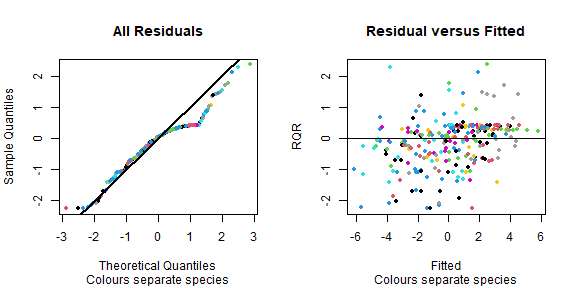 All Residuals
Sample Quantiles
2
1
0
-1
-2
-3 -2 -1 0 1 2 3
Theoretical Quantiles
Colours separate species
Residual versus Fitted
RQR
2
1
0
-1
-2
-6 -4 -2 0 2 4 6
Fitted
Colours separate species